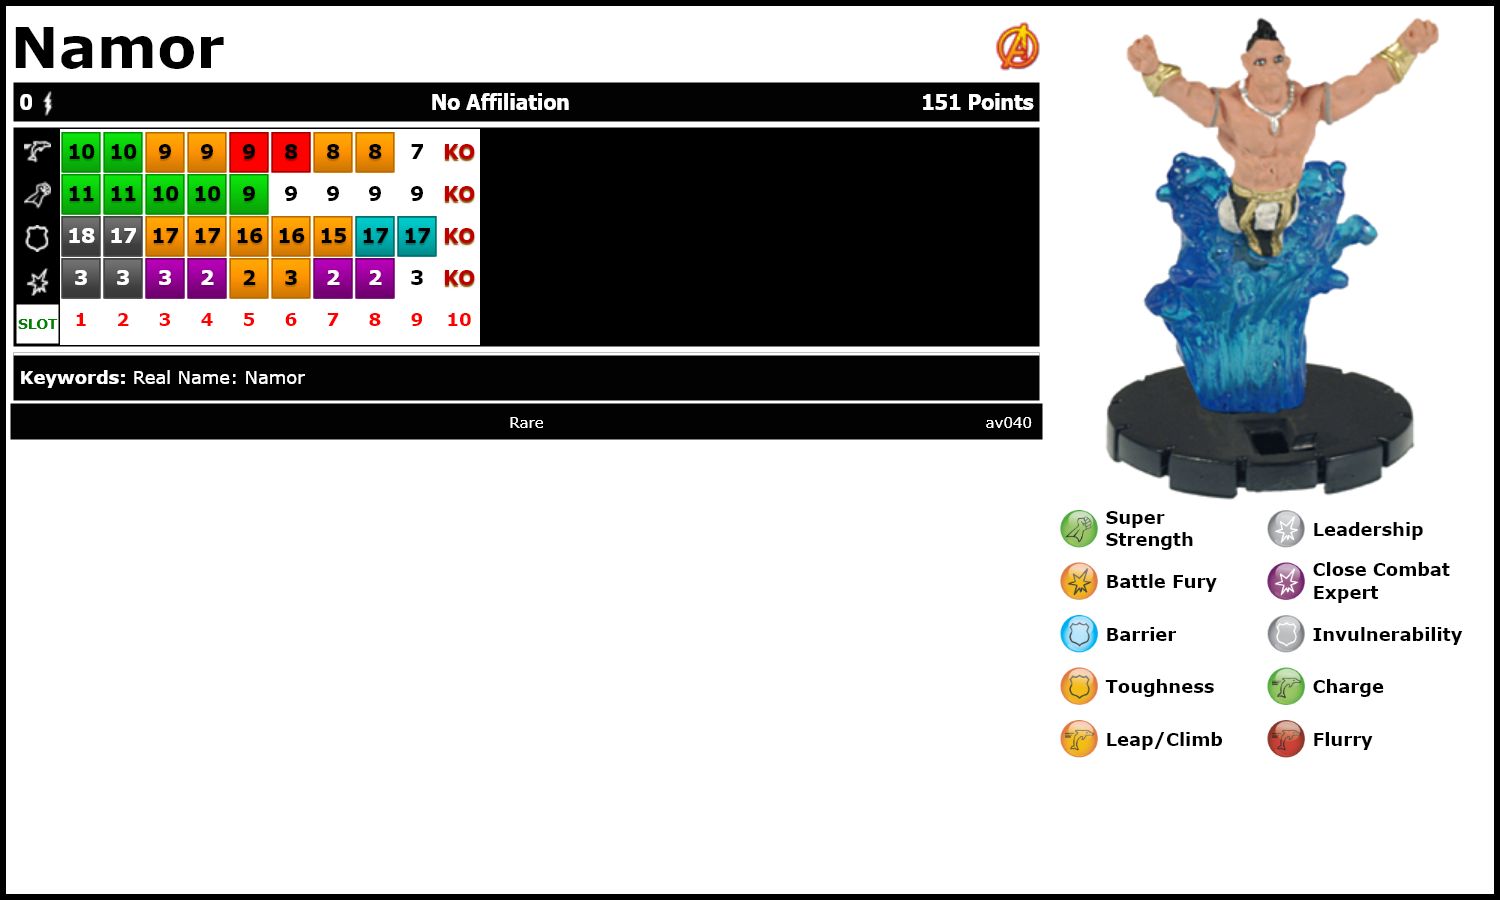 Namor
0 No Affiliation 151 Points
10 10 9 9 9 8 8 8 7 KO
11 11 10 10 9 9 9 9 9 KO
18 17 17 17 16 16 15 17 17 KO
3 3 3 2 2 3 2 2 3 KO
SLOT 1 2 3 4 5 6 7 8 9 10
Keywords: Real Name: Namor
Rare av040
Super Strength
Leadership
Battle Fury
Close Combat Expert
Barrier
Invulnerability
Toughness
Charge
Leap/Climb
Flurry